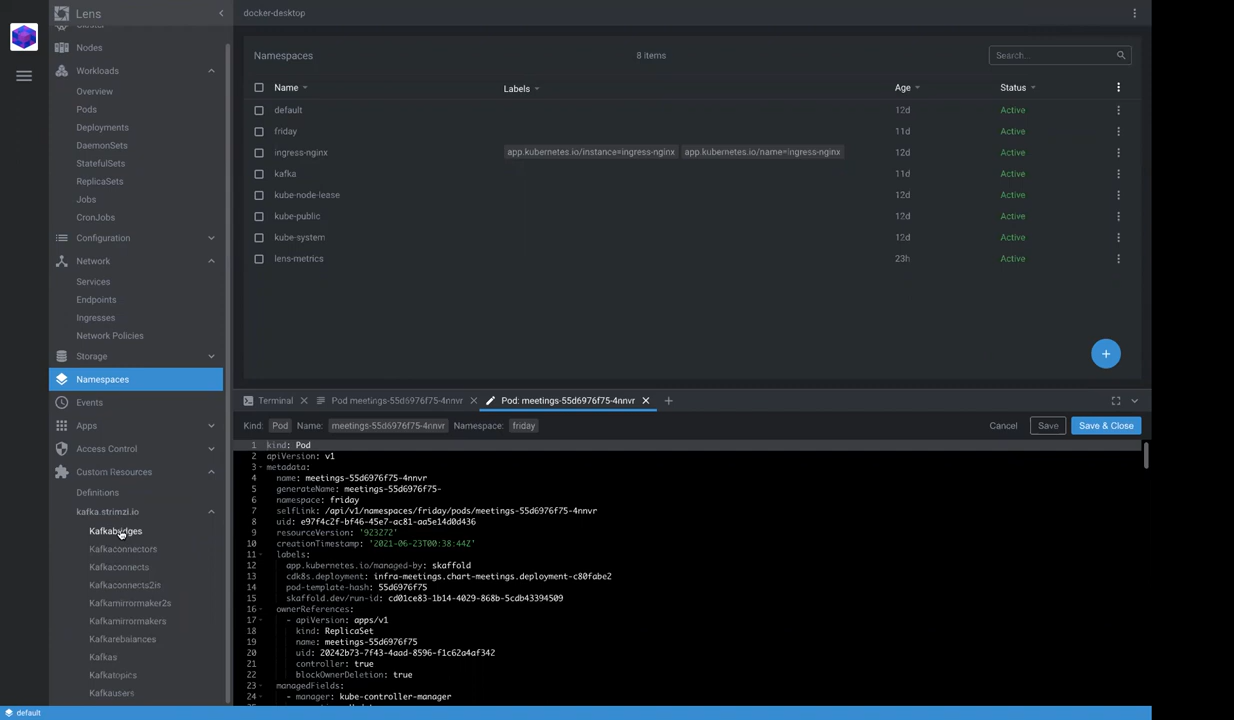 Lens
Nodes
Workloads
Overview
Pods
Deployments
DaemonSets
StatefulSets
ReplicaSets
Jobs
CronJobs
Configuration
Network
Services
Endpoints
Ingresses
Network Policies
Storage
Namespaces
Events
Apps
Access Control
Custom Resources
Definitions
kafka.strimzi.io
Kafkabridges
Kafkaconnectors
Kafkaconnects
Kafkaconnects2is
Kafkamirrormaker2s
Kafkamirrormakers
Kafkarebalances
Kafkas
Kafkatopics
Kafkausers
docker-desktop
Namespaces 8 items Search...
Name Labels Age Status
default 12d Active
friday 11d Active
ingress-nginx app.kubernetes.io/instance=ingress-nginx app.kubernetes.io/name=ingress-nginx 12d Active
kafka 11d Active
kube-node-lease 12d Active
kube-public 12d Active
kube-system 12d Active
lens-metrics 23h Active
Terminal Pod meetings-55d6976f75-4nnvr Pod: meetings-55d6976f75-4nnvr
Kind: Pod Name: meetings-55d6976f75-4nnvr Namespace: friday Cancel Save Save & Close
1 kind: Pod
2 apiVersion: v1
3 metadata:
4 name: meetings-55d6976f75-4nnvr
5 generateName: meetings-55d6976f75-
6 namespace: friday
7 selfLink: /api/v1/namespaces/friday/pods/meetings-55d6976f75-4nnvr
8 uid: e97f4c2f-bf46-45e7-ac81-aa5e14d0d436
9 resourceVersion: '923272'
10 creationTimestamp: '2021-06-23T00:38:44Z'
11 labels:
12 app.kubernetes.io/managed-by: skaffold
13 cdk8s.deployment: infra-meetings.chart-meetings.deployment-c80fabe2
14 pod-template-hash: 55d6976f75
15 skaffold.dev/run-id: cd01ce83-1b14-4029-868b-5cdb43394509
16 ownerReferences:
17 - apiVersion: apps/v1
18 kind: ReplicaSet
19 name: meetings-55d6976f75
20 uid: 20242b73-7f43-4aad-8596-f1c62a4af342
21 controller: true
22 blockOwnerDeletion: true
23 managedFields:
24 - manager: kube-controller-manager
default